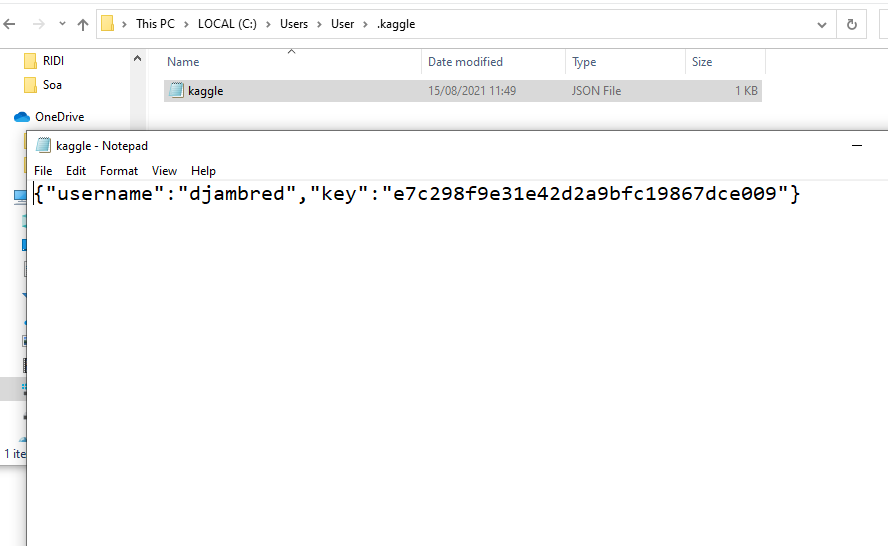 This PC > LOCAL (C:) > Users > User > .kaggle
RIDI
Soa
OneDrive
Name Date modified Type Size
kaggle 15/08/2021 11:49 JSON File 1 KB
kaggle - Notepad
File Edit Format View Help
{"username":"djambred","key":"e7c298f9e31e42d2a9bfc19867dce009"}
1 ite